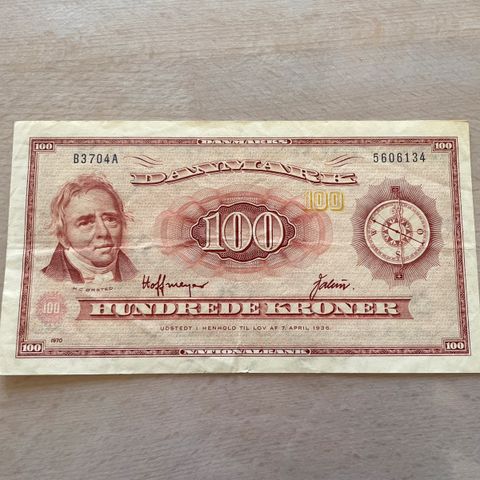 DANMARKS
100 100
B3704A 5606134
DANMARK
100
100
N
W O
S
H.C. ØRSTED
Hoffmeyer
100
HUNDREDE KRONER
UDSTEDT I HENHOLD TIL LOV AF 7. APRIL 1936.
1970
100 NATIONALBANK 100